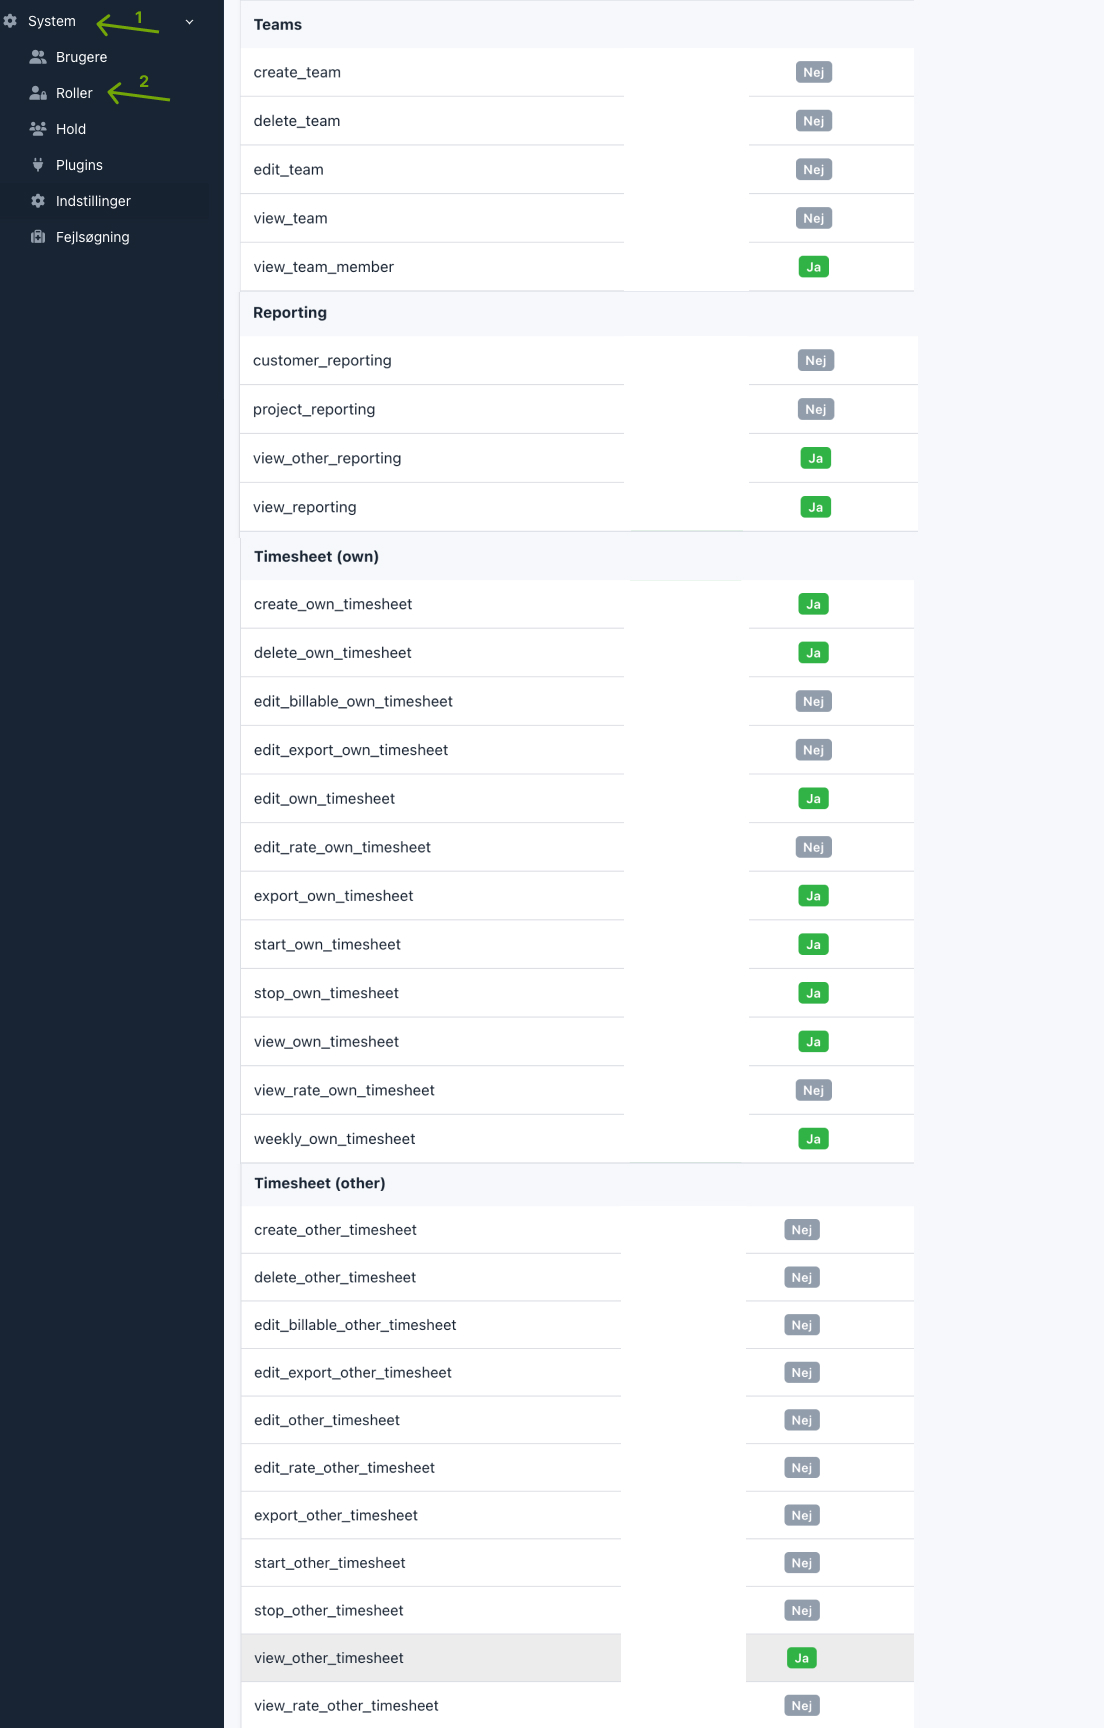 System
1
Brugere
Roller
2
Hold
Plugins
Indstillinger
Fejlsøgning
Teams
create_team Nej
delete_team Nej
edit_team Nej
view_team Nej
view_team_member Ja
Reporting
customer_reporting Nej
project_reporting Nej
view_other_reporting Ja
view_reporting Ja
Timesheet (own)
create_own_timesheet Ja
delete_own_timesheet Ja
edit_billable_own_timesheet Nej
edit_export_own_timesheet Nej
edit_own_timesheet Ja
edit_rate_own_timesheet Nej
export_own_timesheet Ja
start_own_timesheet Ja
stop_own_timesheet Ja
view_own_timesheet Ja
view_rate_own_timesheet Nej
weekly_own_timesheet Ja
Timesheet (other)
create_other_timesheet Nej
delete_other_timesheet Nej
edit_billable_other_timesheet Nej
edit_export_other_timesheet Nej
edit_other_timesheet Nej
edit_rate_other_timesheet Nej
export_other_timesheet Nej
start_other_timesheet Nej
stop_other_timesheet Nej
view_other_timesheet Ja
view_rate_other_timesheet Nej